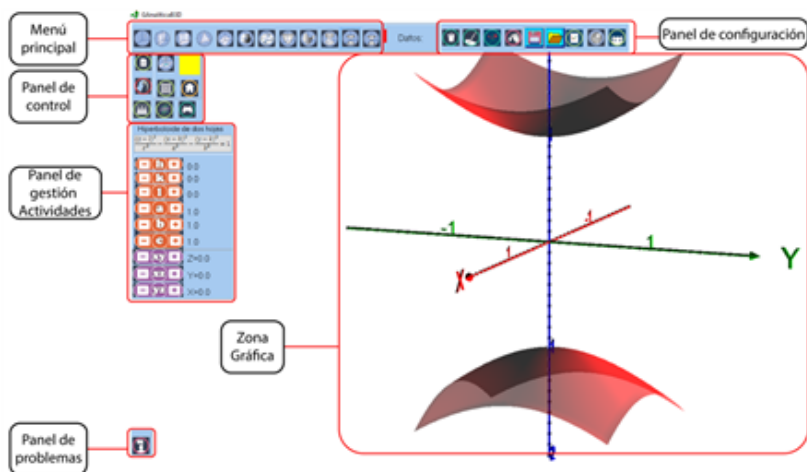 GAnalítica3D
Menú
principal
Datos:
Panel de configuración
Panel de
control
Hiperboloide de dos hojas
Panel de
gestión
Actividades
- h + 0.0
- k + 0.0
- l + 0.0
- a + 1.0
- b + 1.0
- c + 1.0
Z=0.0
Y=0.0
X=0.0
-1
-1
1
1
Y
X
Zona
Gráfica
Panel de
problemas